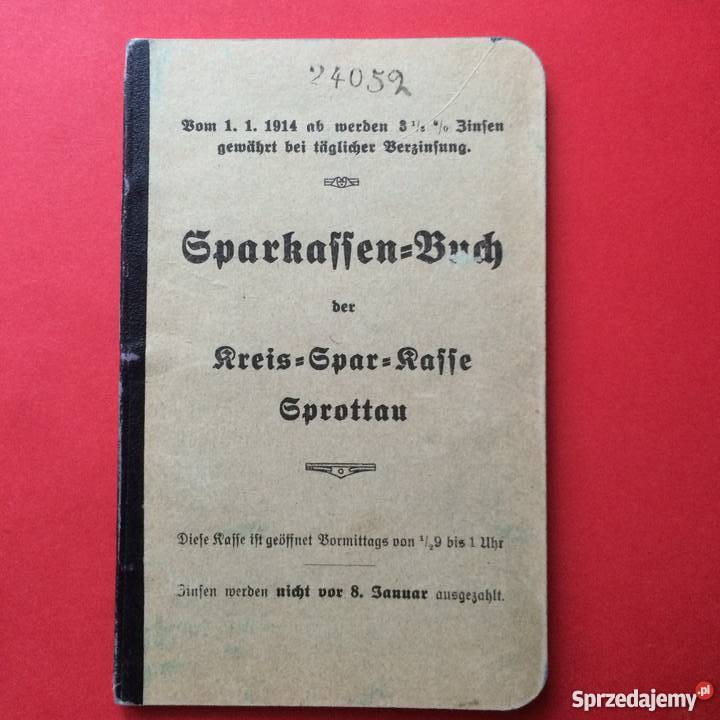 24052
Vom 1. 1. 1914 ab werden 3 ¹/₂ % Zinsen
gewährt bei täglicher Verzinsung.
Sparkassen=Buch
der
Kreis=Spar=Kasse
Sprottau
Diese Kasse ist geöffnet Vormittags von ¹/₂9 bis 1 Uhr
Zinsen werden nicht vor 8. Januar ausgezahlt.
Sprzedajemy.pl